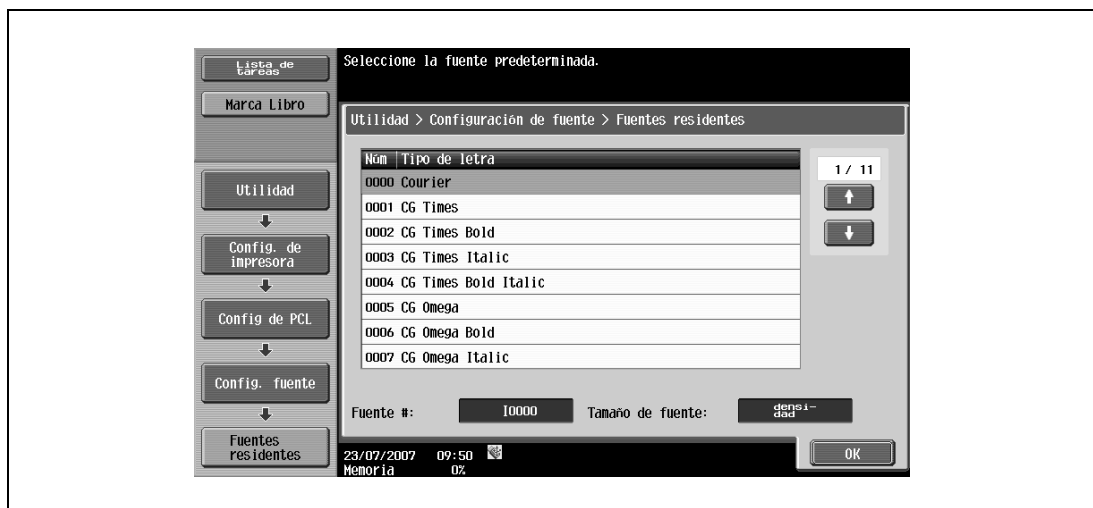 Lista de
tareas
Marca Libro
Utilidad
Config. de
impresora
Config de PCL
Config. fuente
Fuentes
residentes
Seleccione la fuente predeterminada.
Utilidad > Configuración de fuente > Fuentes residentes
Núm Tipo de letra
0000 Courier
0001 CG Times
0002 CG Times Bold
0003 CG Times Italic
0004 CG Times Bold Italic
0005 CG Omega
0006 CG Omega Bold
0007 CG Omega Italic
1/ 11
Fuente #: I0000 Tamaño de fuente: densi-
dad
23/07/2007 09:50
Memoria 0%
OK